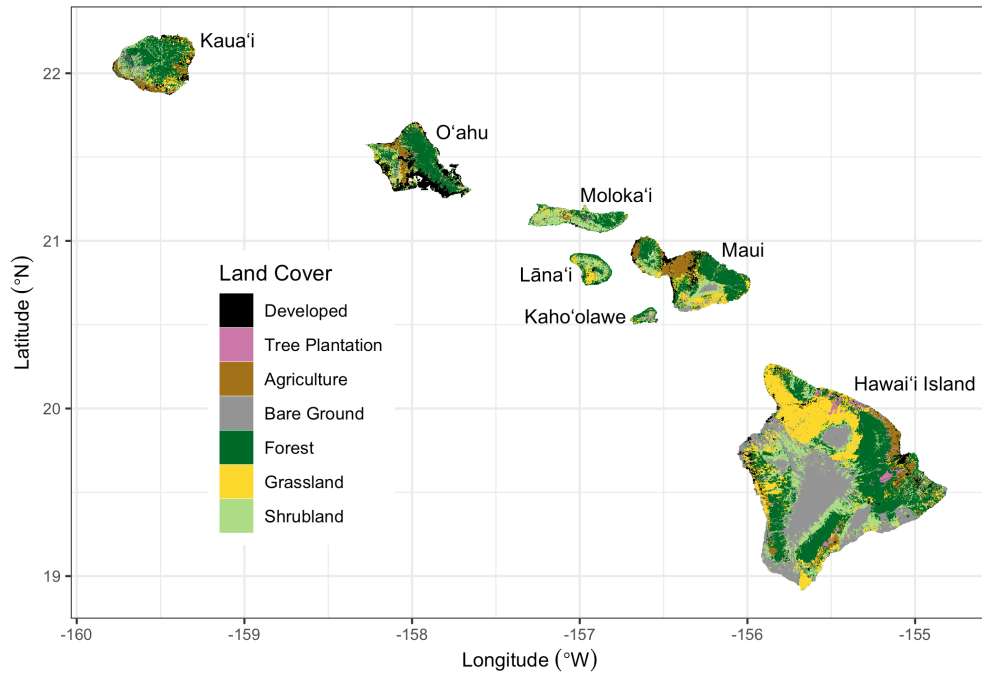 Kauaʻi
Oʻahu
Molokaʻi
Maui
Lānaʻi
Kahoʻolawe
Hawaiʻi Island
Land Cover
Developed
Tree Plantation
Agriculture
Bare Ground
Forest
Grassland
Shrubland
Latitude (°N)
22
21
20
19
-160
-159
-158
-157
-156
-155
Longitude (°W)